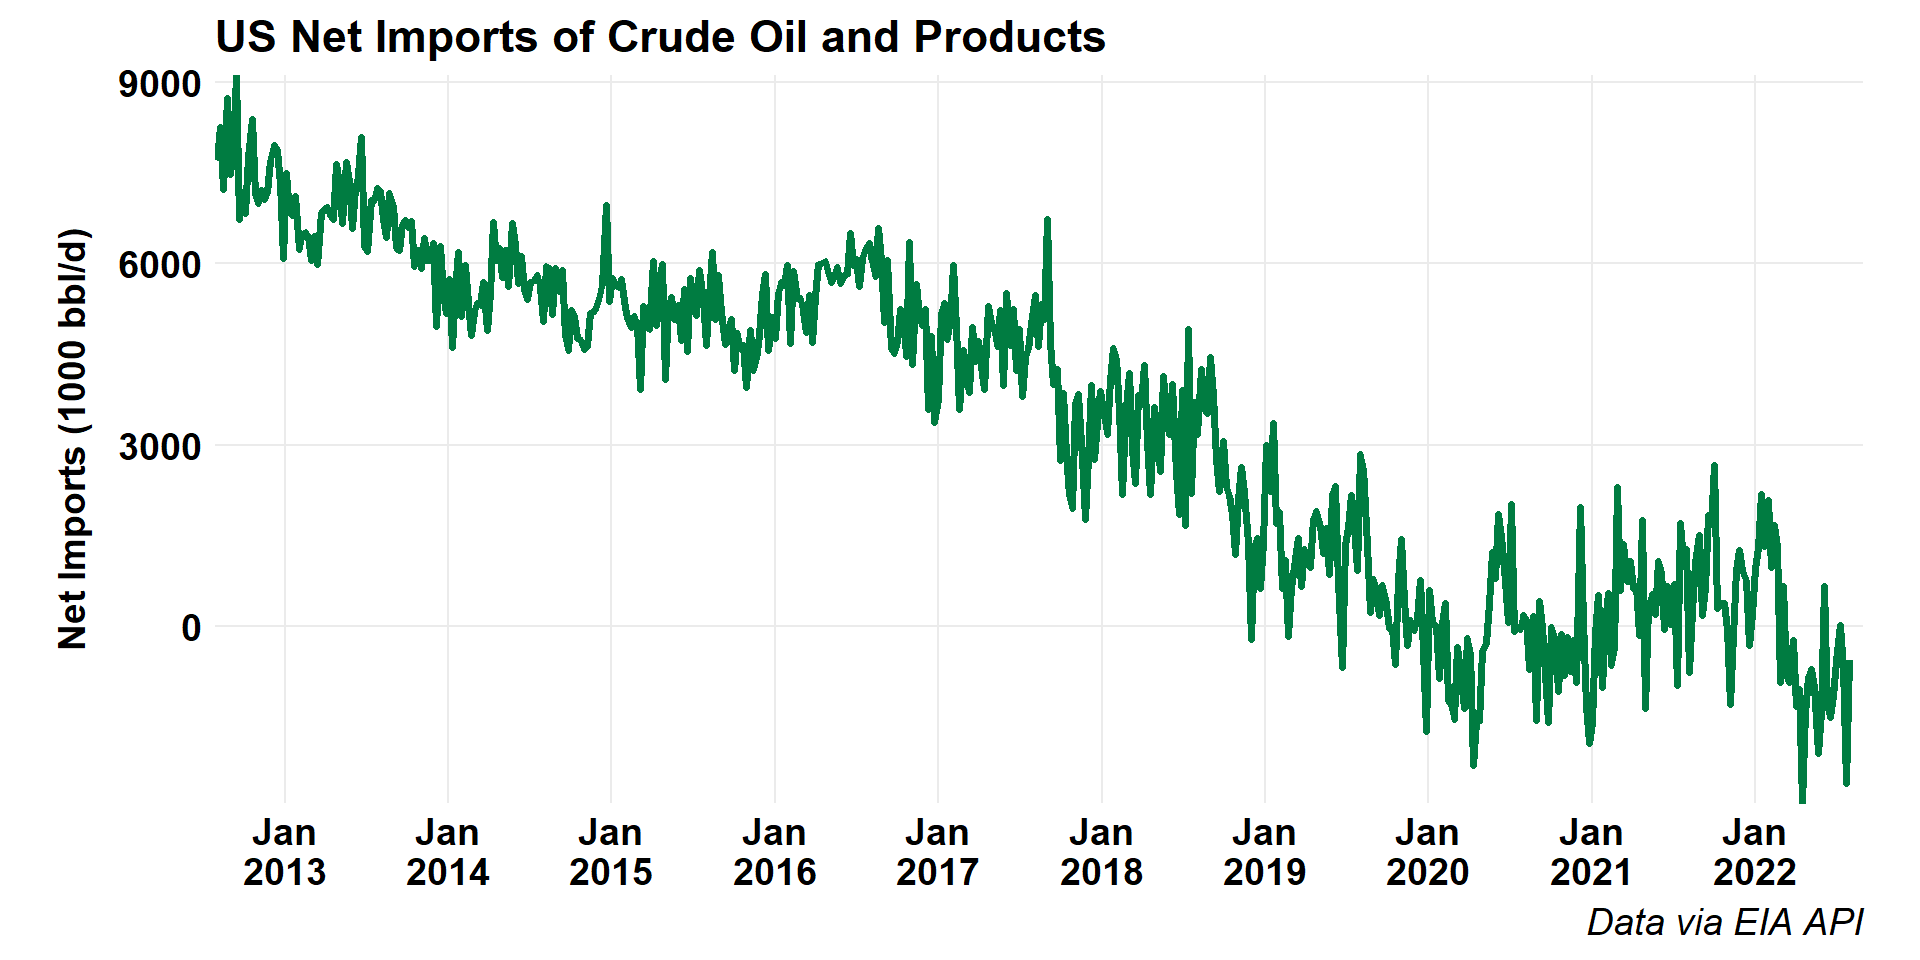 US Net Imports of Crude Oil and Products
Net Imports (1000 bbl/d)
9000
6000
3000
0
Jan 2013
Jan 2014
Jan 2015
Jan 2016
Jan 2017
Jan 2018
Jan 2019
Jan 2020
Jan 2021
Jan 2022
Data via EIA API